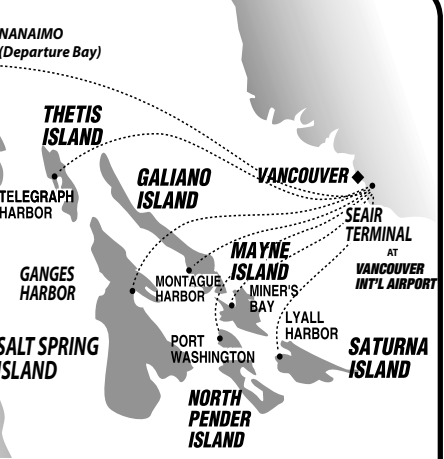 NANAIMO
(Departure Bay)
THETIS
ISLAND
GALIANO
ISLAND
VANCOUVER
TELEGRAPH
HARBOR
SEAIR
TERMINAL
AT
VANCOUVER
INT'L AIRPORT
MAYNE
ISLAND
GANGES
HARBOR
MONTAGUE
HARBOR
MINER'S
BAY
LYALL
HARBOR
SALT SPRING
ISLAND
PORT
WASHINGTON
SATURNA
ISLAND
NORTH
PENDER
ISLAND